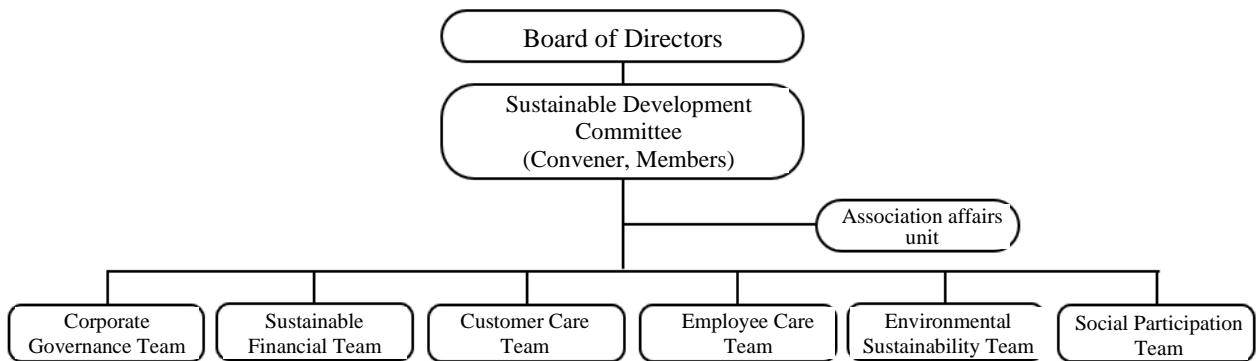 Board of Directors
Sustainable Development
Committee
(Convener, Members)
Association affairs
unit
Corporate
Governance Team
Sustainable
Financial Team
Customer Care
Team
Employee Care
Team
Environmental
Sustainability Team
Social Participation
Team